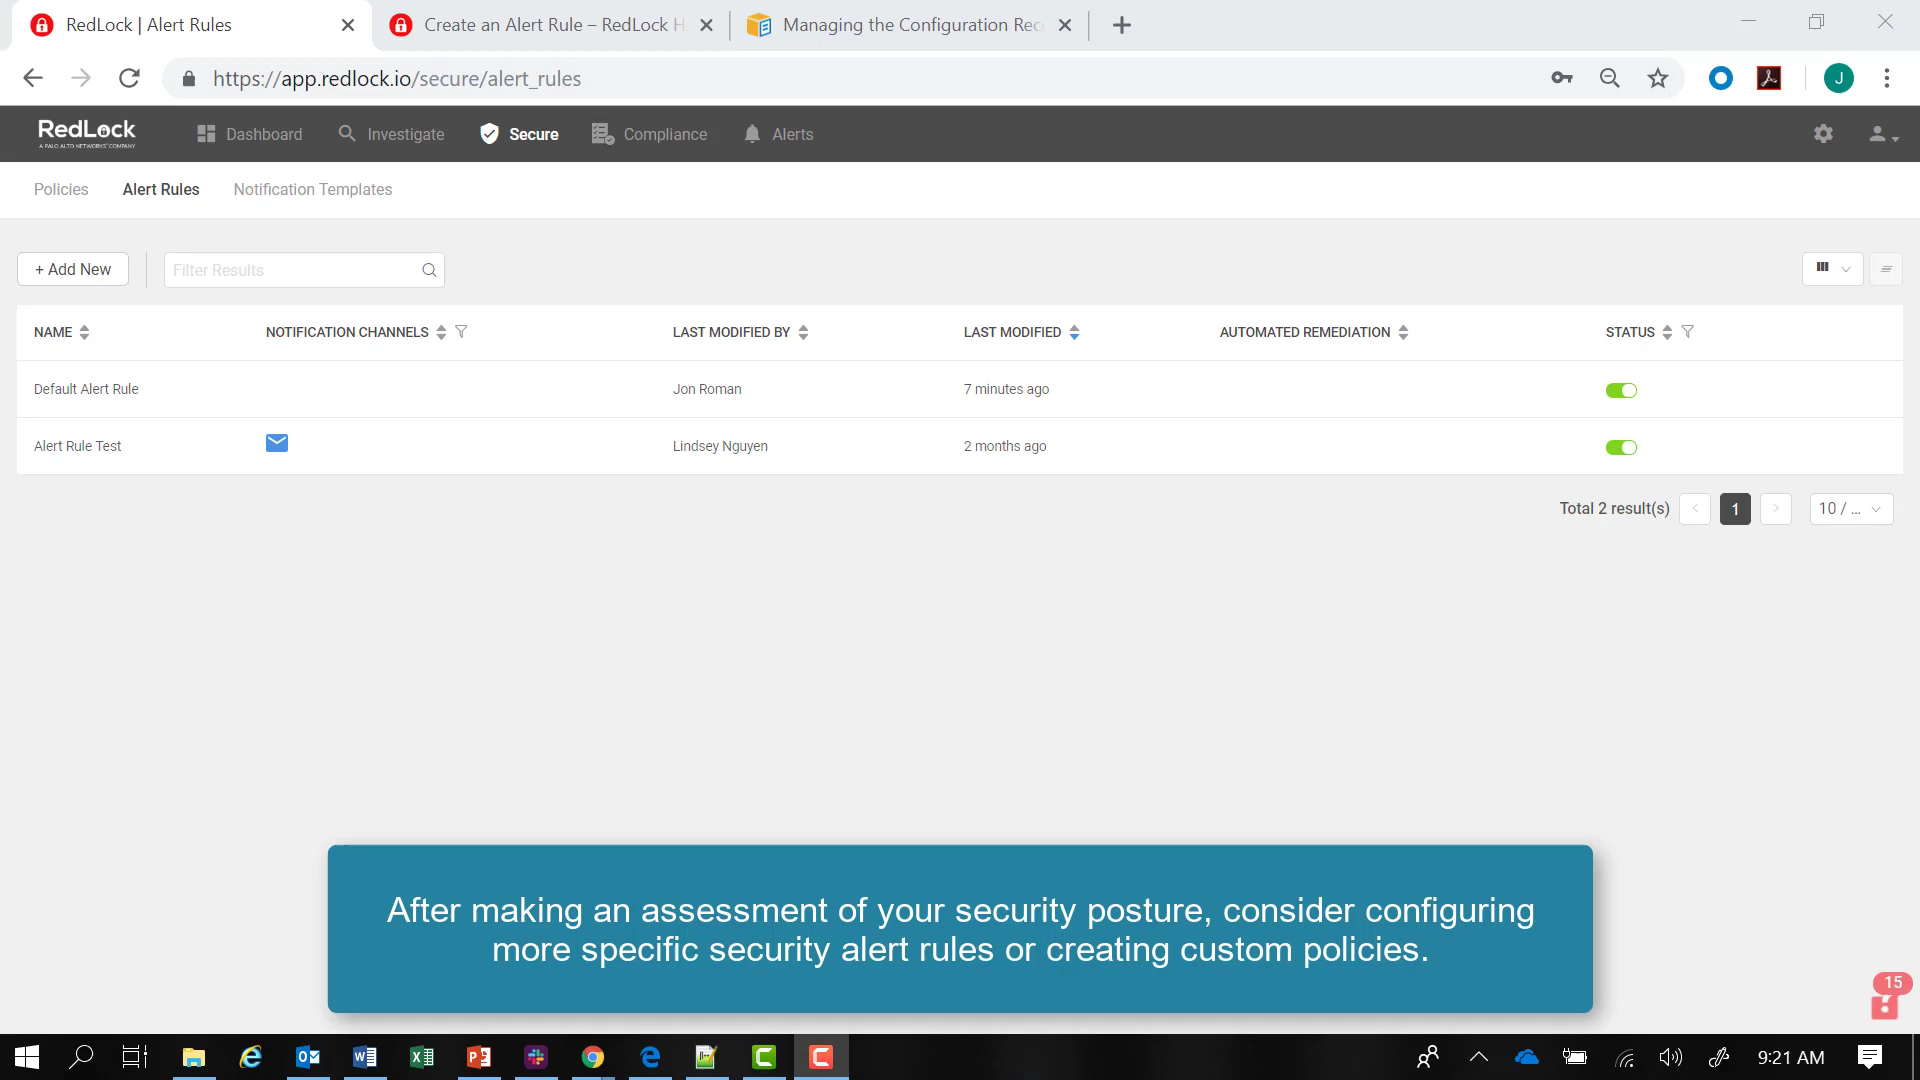 RedLock | Alert Rules
Create an Alert Rule – RedLock H
Managing the Configuration Rec
https://app.redlock.io/secure/alert_rules
J
RedLock
A PALO ALTO NETWORKS® COMPANY
Dashboard
Investigate
Secure
Compliance
Alerts
Policies
Alert Rules
Notification Templates
+ Add New
Filter Results
NAME
NOTIFICATION CHANNELS
LAST MODIFIED BY
LAST MODIFIED
AUTOMATED REMEDIATION
STATUS
Default Alert Rule
Jon Roman
7 minutes ago
Alert Rule Test
Lindsey Nguyen
2 months ago
Total 2 result(s)
1
10 / ...
After making an assessment of your security posture, consider configuring
more specific security alert rules or creating custom policies.
15
9:21 AM